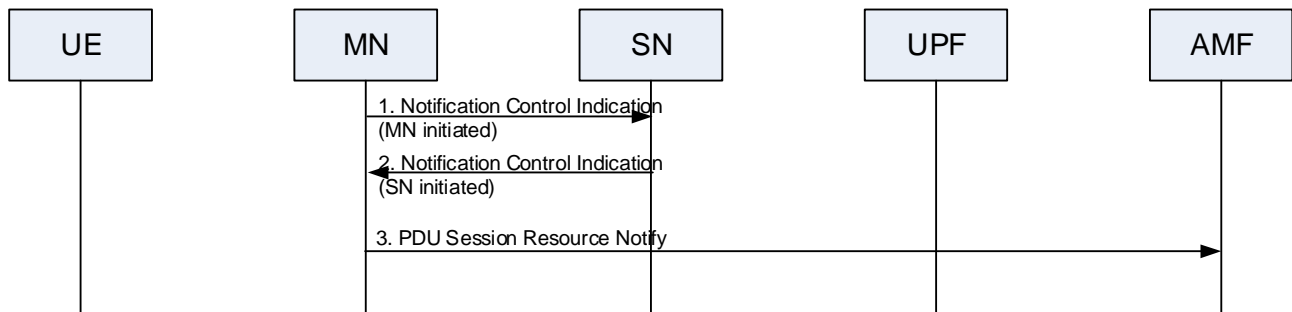 UE
MN
SN
UPF
AMF
1. Notification Control Indication
(MN initiated)
2. Notification Control Indication
(SN initiated)
3. PDU Session Resource Notify